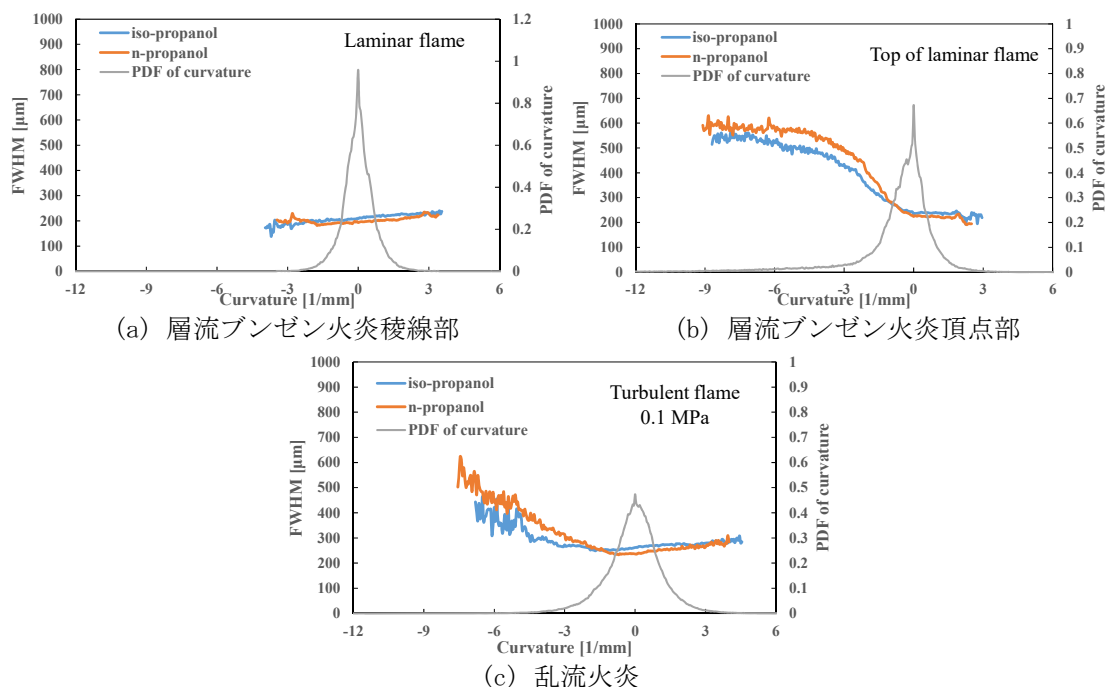 1000
900
800
700
600
500
400
300
200
100
0
FWHM [μm]
iso-propanol
n-propanol
PDF of curvature
Laminar flame
1.2
1
0.8
0.6
0.4
0.2
0
PDF of curvature
-12 -9 -6 -3 0 3 6
Curvature [1/mm]
(a) 層流ブンゼン火炎稜線部
1000
900
800
700
600
500
400
300
200
100
0
FWHM [μm]
iso-propanol
n-propanol
PDF of curvature
Top of laminar flame
1
0.9
0.8
0.7
0.6
0.5
0.4
0.3
0.2
0.1
0
PDF of curvature
-12 -9 -6 -3 0 3 6
Curvature [1/mm]
(b) 層流ブンゼン火炎頂点部
1000
900
800
700
600
500
400
300
200
100
0
FWHM [μm]
iso-propanol
n-propanol
PDF of curvature
Turbulent flame
0.1 MPa
1
0.9
0.8
0.7
0.6
0.5
0.4
0.3
0.2
0.1
0
PDF of curvature
-12 -9 -6 -3 0 3 6
Curvature [1/mm]
(c) 乱流火炎